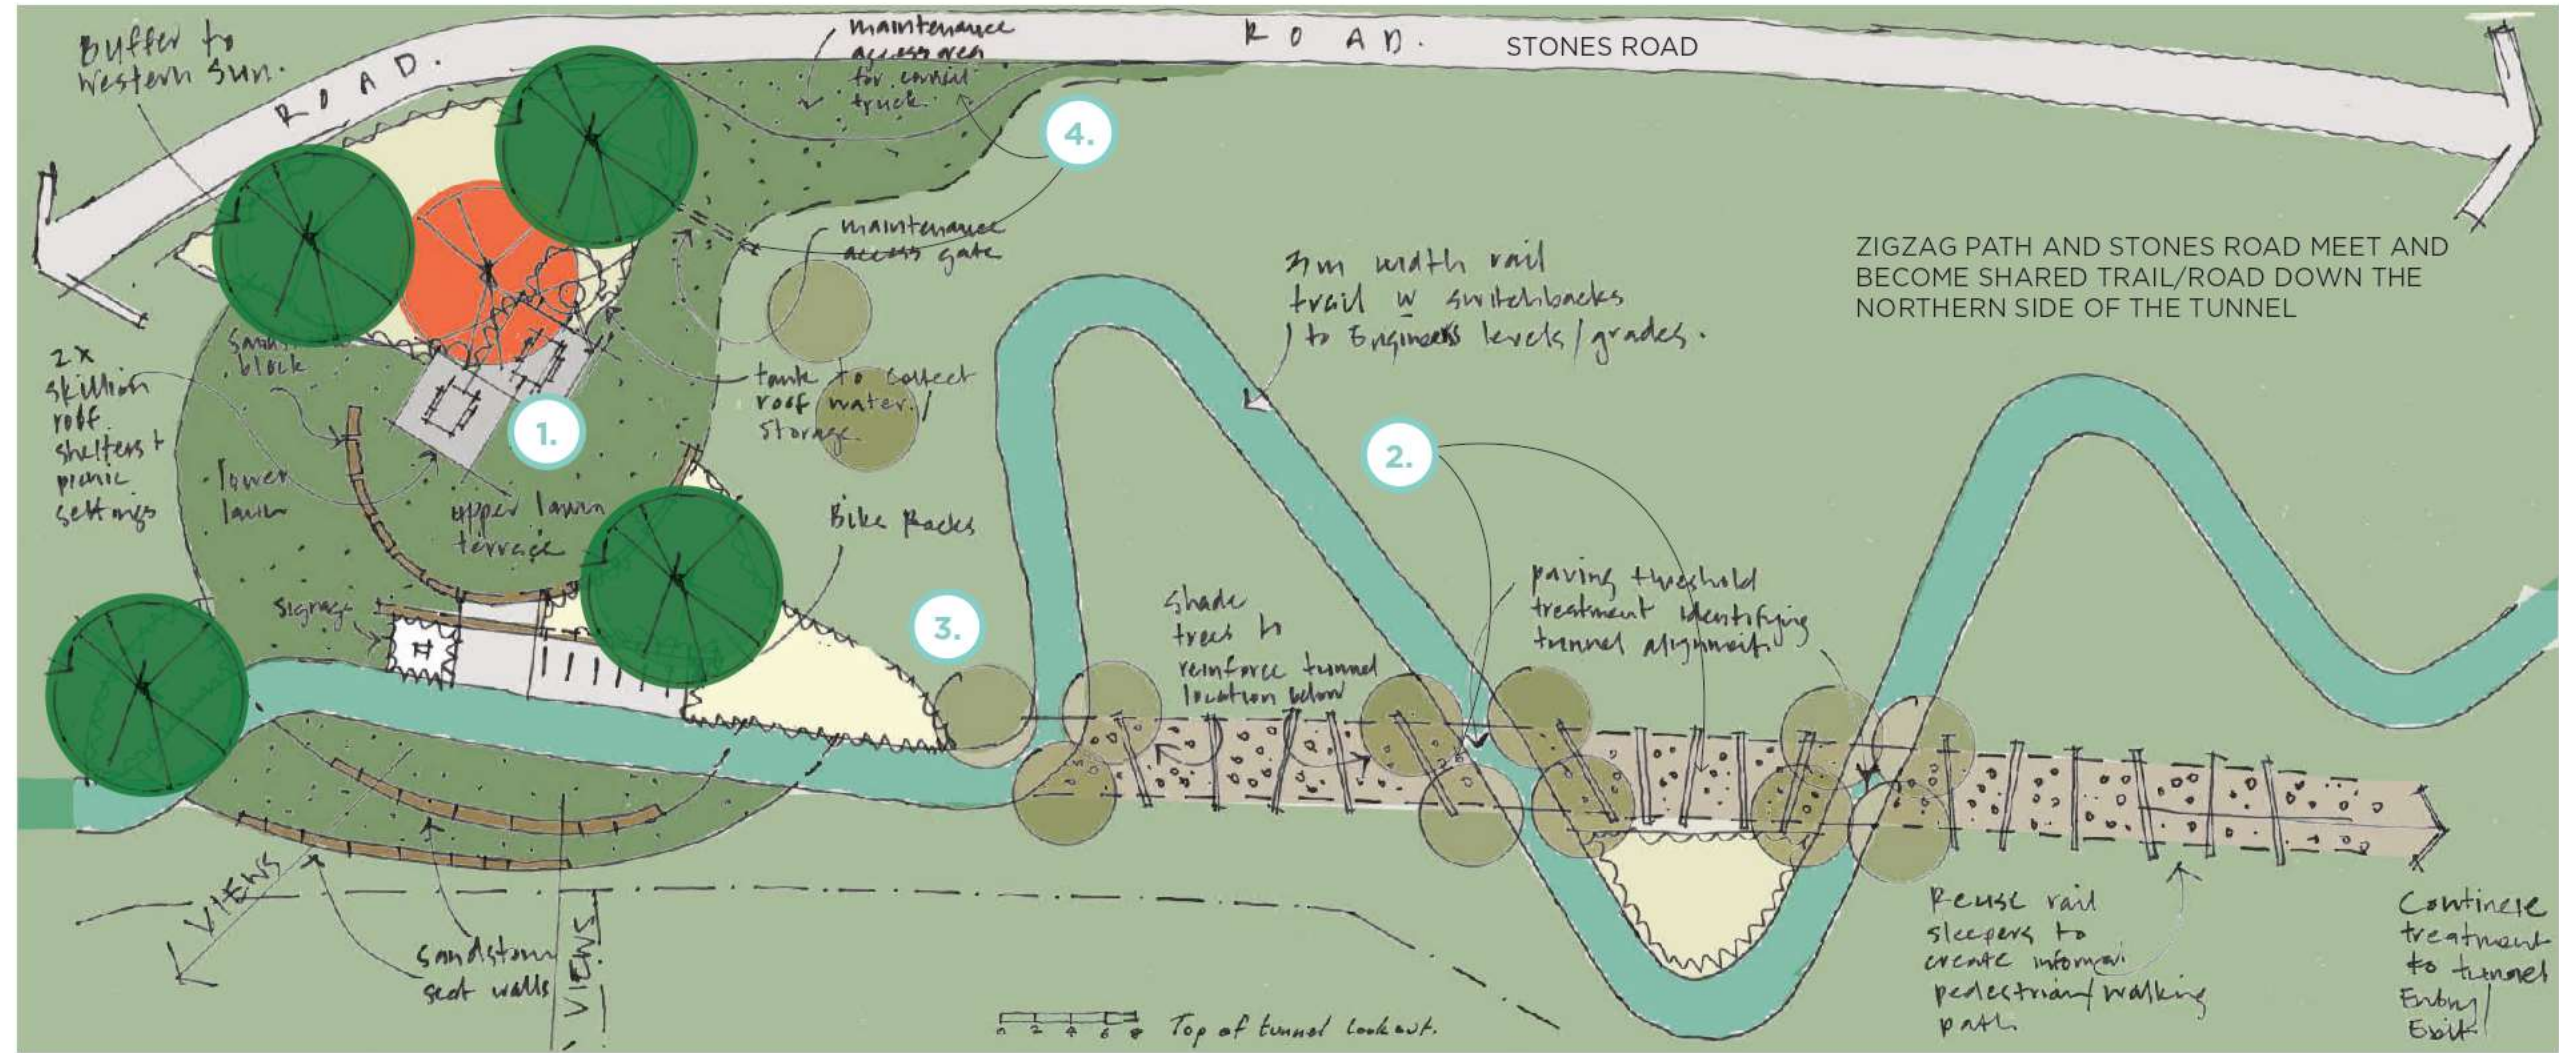 Buffer to
Western Sun.
ROAD.
maintenance
access area
for council
truck.
ROAD.
STONES ROAD
4.
maintenance
access gate
3m width rail
trail w switchbacks
to Engineers levels/grades.
ZIGZAG PATH AND STONES ROAD MEET AND
BECOME SHARED TRAIL/ROAD DOWN THE
NORTHERN SIDE OF THE TUNNEL
2x
skillion
roof
shelters +
picnic
settings
block
tank to collect
roof water/
storage.
1.
2.
lower
lawn
upper lawn
terrace
Bike Racks
3.
signage
shade
trees to
reinforce tunnel
location below
paving threshold
treatment identifying
tunnel alignment.
VIEWS
VIEWS
sandstone
seat walls
Reuse rail
sleepers to
create informal
pedestrian/walking
path.
Continue
treatment
to tunnel
Entry/
Exit
0 2 4 6 8
Top of tunnel lookout.